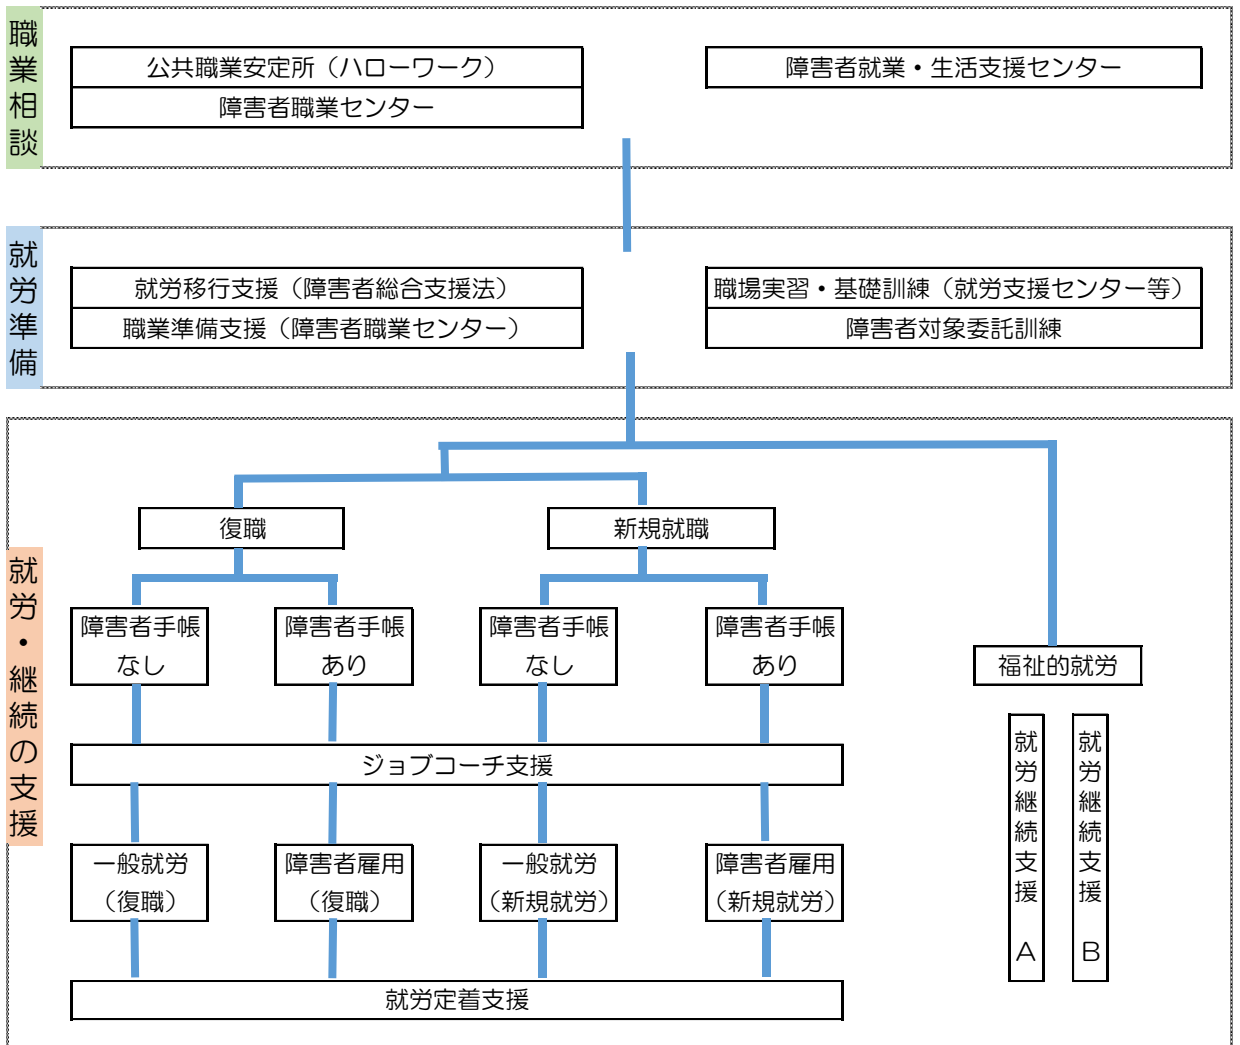 職業相談
公共職業安定所（ハローワーク）
障害者職業センター
障害者就業・生活支援センター
就労準備
就労移行支援（障害者総合支援法）
職業準備支援（障害者職業センター）
職場実習・基礎訓練（就労支援センター等）
障害者対象委託訓練
就労・継続の支援
復職
新規就職
障害者手帳
なし
障害者手帳
あり
障害者手帳
なし
障害者手帳
あり
福祉的就労
ジョブコーチ支援
一般就労
（復職）
障害者雇用
（復職）
一般就労
（新規就労）
障害者雇用
（新規就労）
就労定着支援
就労継続支援　A
就労継続支援　B